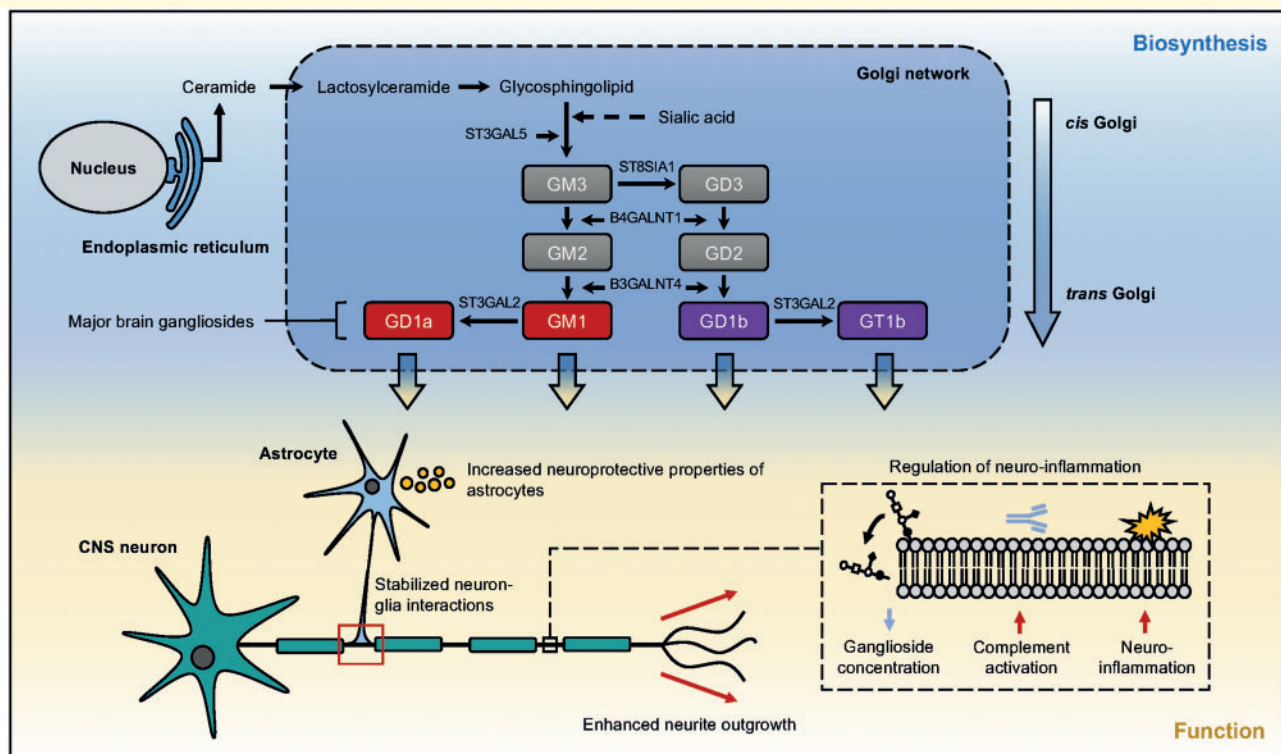 Biosynthesis
Golgi network
Ceramide
Lactosylceramide
Glycosphingolipid
cis Golgi
ST3GAL5
Sialic acid
Nucleus
GM3
ST8SIA1
GD3
B4GALNT1
Endoplasmic reticulum
GM2
GD2
B3GALNT4
trans Golgi
Major brain gangliosides
GD1a
ST3GAL2
GM1
GD1b
ST3GAL2
GT1b
Astrocyte
Increased neuroprotective properties of
astrocytes
Regulation of neuro-inflammation
CNS neuron
Stabilized neuron-
glia interactions
Ganglioside
concentration
Complement
activation
Neuro-
inflammation
Enhanced neurite outgrowth
Function